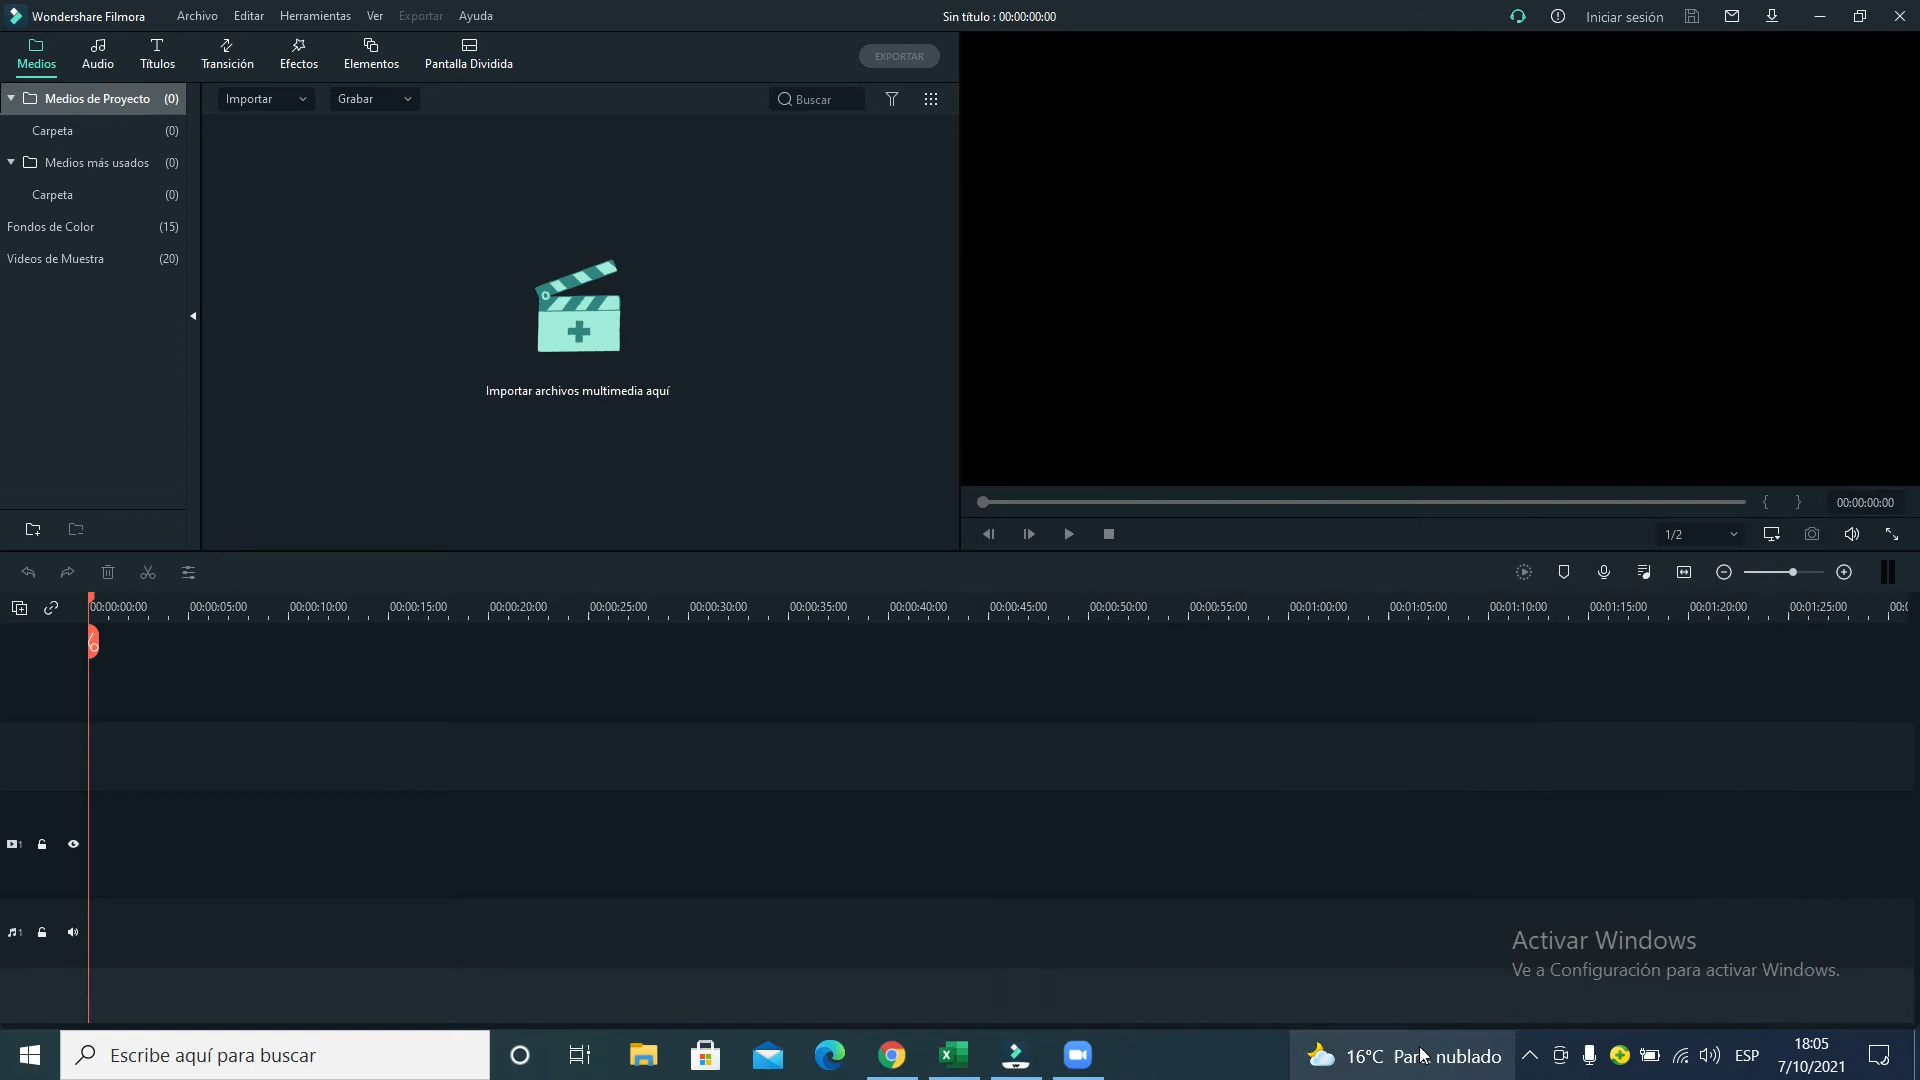 Wondershare Filmora Archivo Editar Herramientas Ver Exportar Ayuda Sin título : 00:00:00:00 Iniciar sesión
Medios Audio Títulos Transición Efectos Elementos Pantalla Dividida EXPORTAR
Medios de Proyecto (0) Importar Grabar Buscar
Carpeta (0)
Medios más usados (0)
Carpeta (0)
Fondos de Color (15)
Videos de Muestra (20)
Importar archivos multimedia aquí
{ } 00:00:00:00
1/2
00:00:00:00 00:00:05:00 00:00:10:00 00:00:15:00 00:00:20:00 00:00:25:00 00:00:30:00 00:00:35:00 00:00:40:00 00:00:45:00 00:00:50:00 00:00:55:00 00:01:00:00 00:01:05:00 00:01:10:00 00:01:15:00 00:01:20:00 00:01:25:00
1
1
Activar Windows
Ve a Configuración para activar Windows.
Escribe aquí para buscar 16°C nublado ESP 18:05
7/10/2021